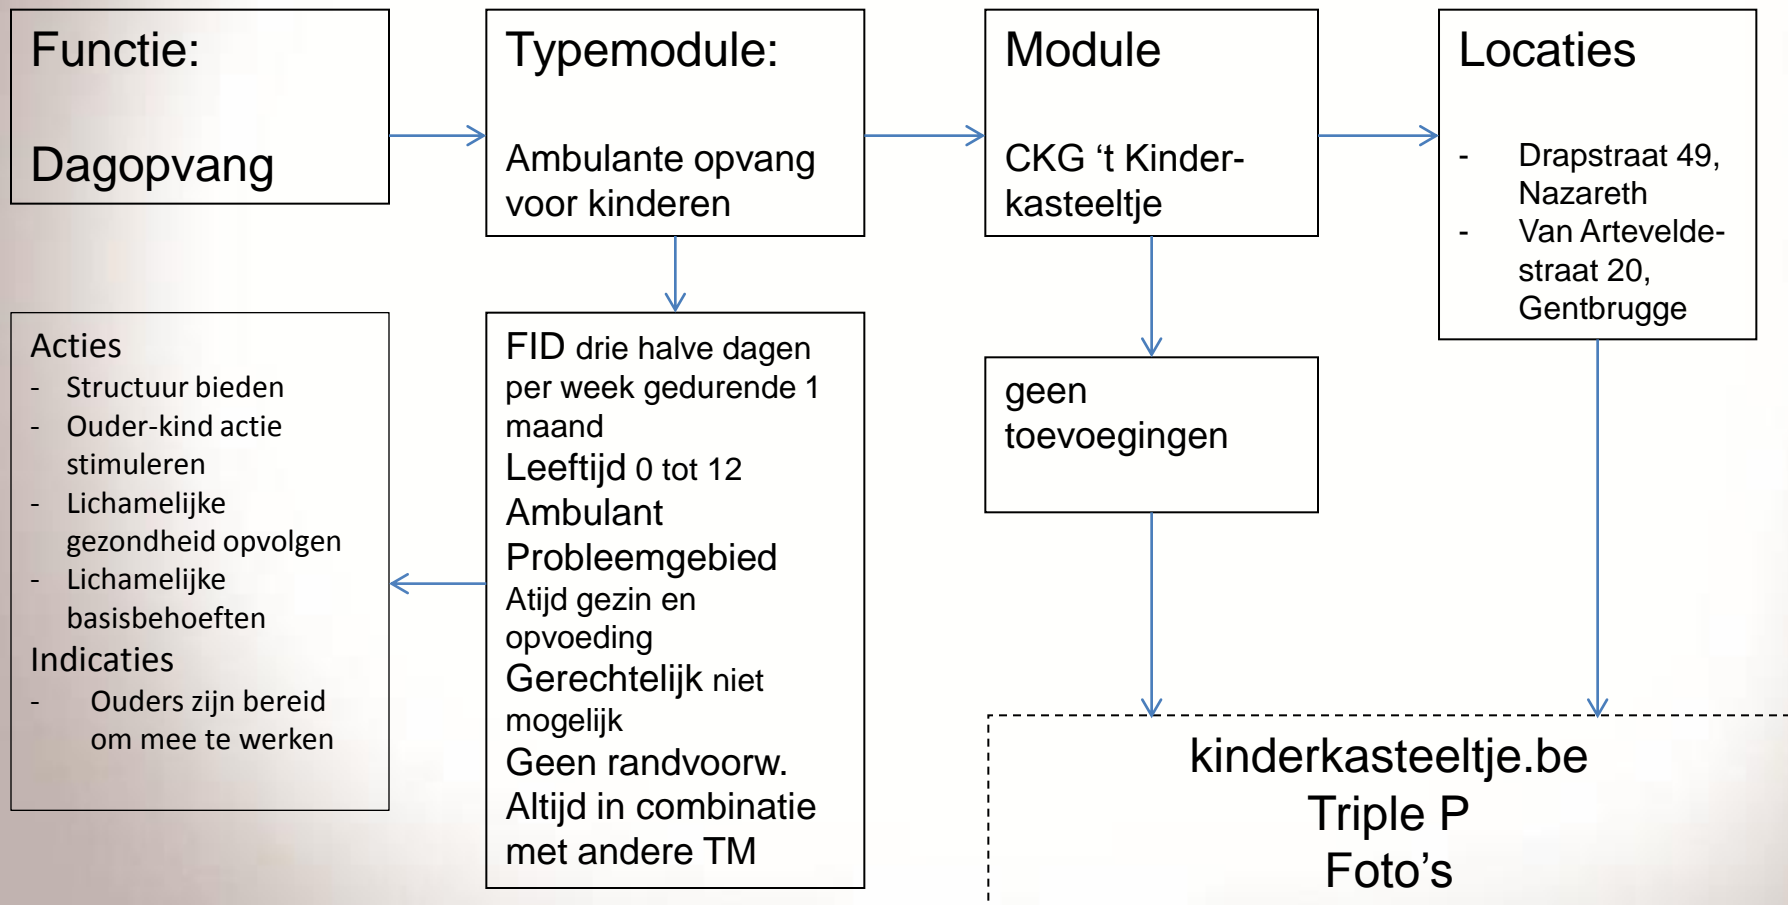 Functie:
Dagopvang
Typemodule:
Ambulante opvang
voor kinderen
Module
CKG ‘t Kinder-
kasteeltje
Locaties
- Drapstraat 49,
Nazareth
- Van Artevelde-
straat 20,
Gentbrugge
Acties
- Structuur bieden
- Ouder-kind actie
stimuleren
- Lichamelijke
gezondheid opvolgen
- Lichamelijke
basisbehoeften
Indicaties
- Ouders zijn bereid
om mee te werken
FID drie halve dagen
per week gedurende 1
maand
Leeftijd 0 tot 12
Ambulant
Probleemgebied
Atijd gezin en
opvoeding
Gerechtelijk niet
mogelijk
Geen randvoorw.
Altijd in combinatie
met andere TM
geen
toevoegingen
kinderkasteeltje.be
Triple P
Foto’s